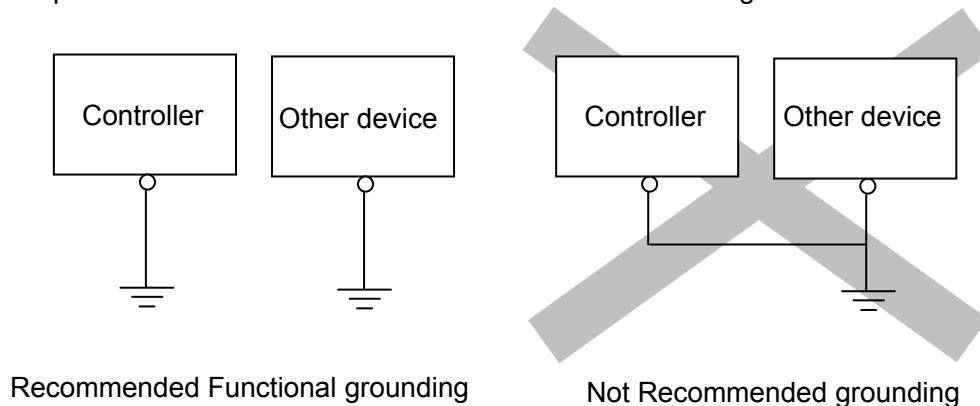 Controller
Other device
Controller
Other device
Recommended Functional grounding
Not Recommended grounding